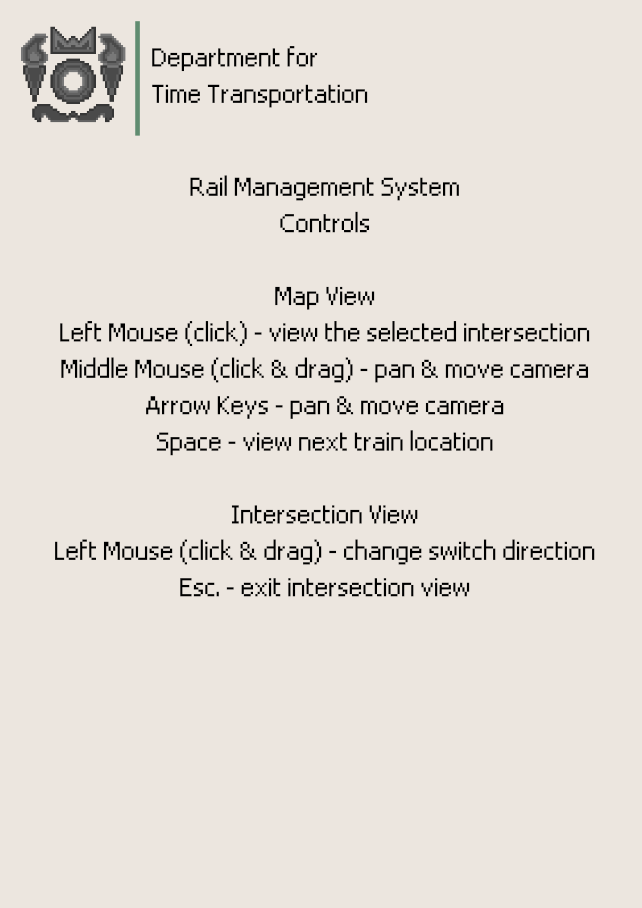 Department for
Time Transportation
Rail Management System
Controls
Map View
Left Mouse (click) - view the selected intersection
Middle Mouse (click & drag) - pan & move camera
Arrow Keys - pan & move camera
Space - view next train location
Intersection View
Left Mouse (click & drag) - change switch direction
Esc. - exit intersection view